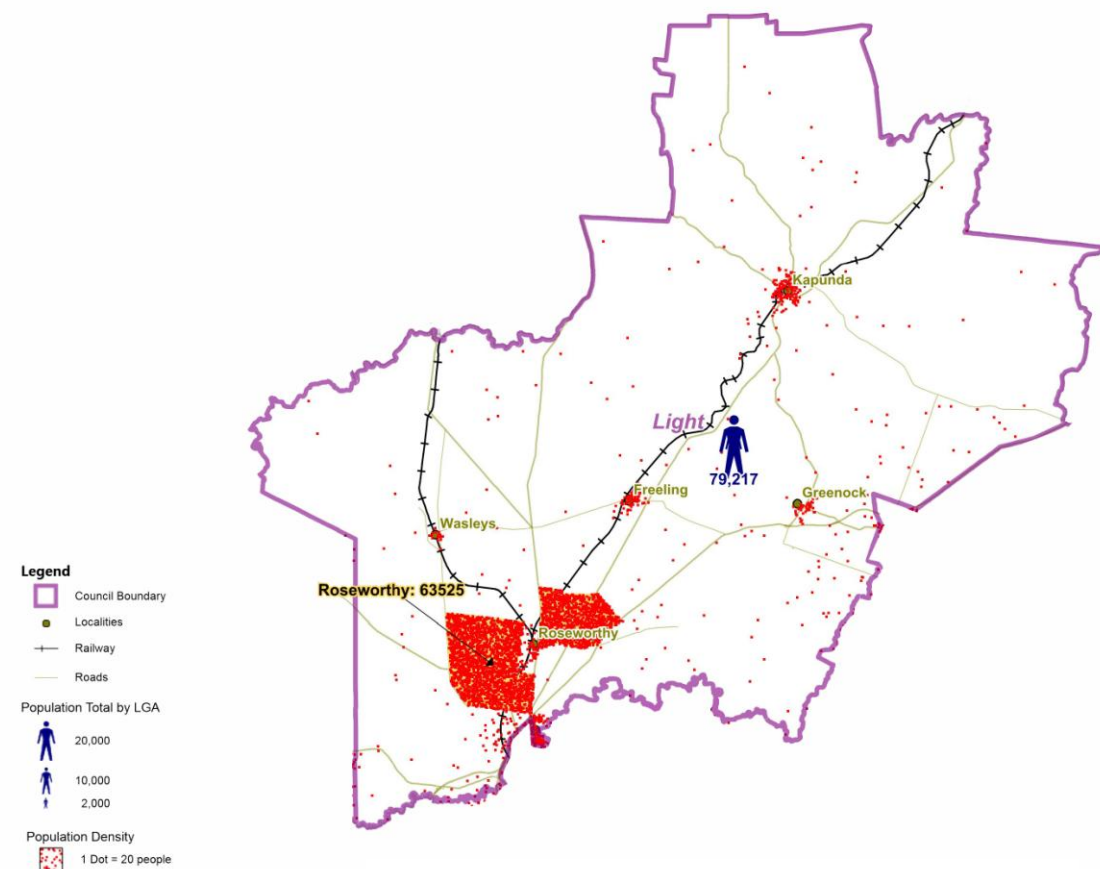 Kapunda
Light
79,217
Freeling
Greenock
Wasleys
Roseworthy: 63525
Roseworthy
Legend
Council Boundary
Localities
Railway
Roads
Population Total by LGA
20,000
10,000
2,000
Population Density
1 Dot = 20 people